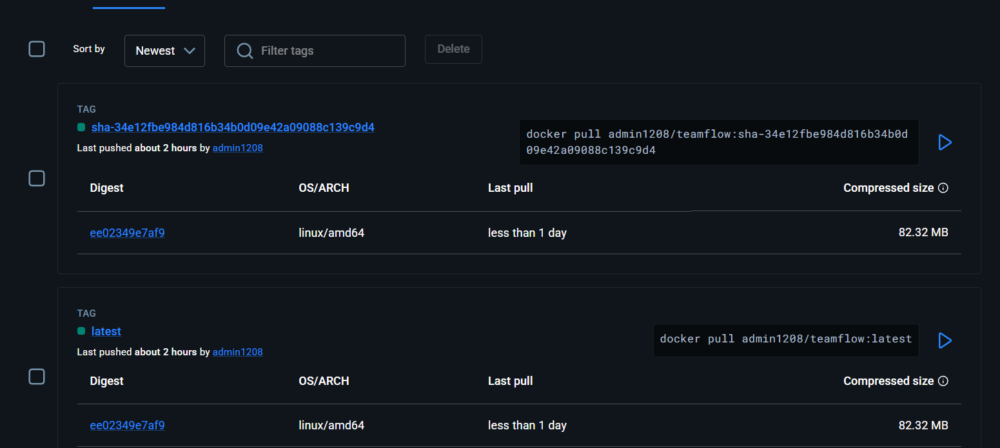 Sort by
Newest
Filter tags
Delete
TAG
sha-34e12fbe984d816b34b0d09e42a09088c139c9d4
Last pushed about 2 hours by admin1208
docker pull admin1208/teamflow:sha-34e12fbe984d816b34b0d
09e42a09088c139c9d4
Digest OS/ARCH Last pull Compressed size
ee02349e7af9 linux/amd64 less than 1 day 82.32 MB
TAG
latest
Last pushed about 2 hours by admin1208
docker pull admin1208/teamflow:latest
Digest OS/ARCH Last pull Compressed size
ee02349e7af9 linux/amd64 less than 1 day 82.32 MB